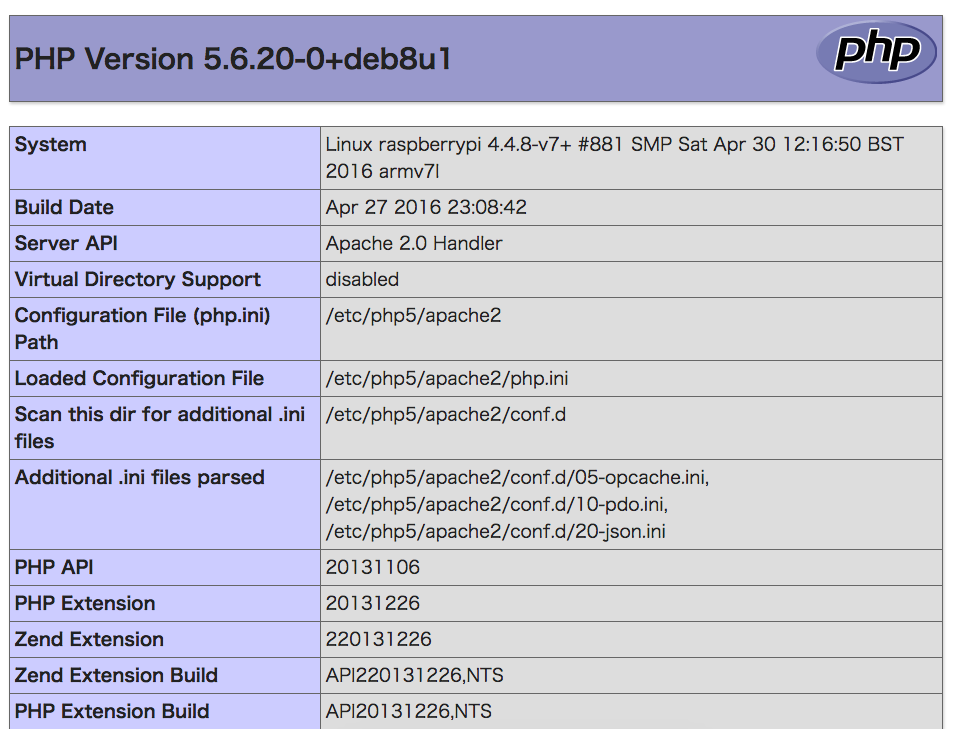 PHP Version 5.6.20-0+deb8u1
php
System
Linux raspberrypi 4.4.8-v7+ #881 SMP Sat Apr 30 12:16:50 BST
2016 armv7l
Build Date
Apr 27 2016 23:08:42
Server API
Apache 2.0 Handler
Virtual Directory Support
disabled
Configuration File (php.ini)
Path
/etc/php5/apache2
Loaded Configuration File
/etc/php5/apache2/php.ini
Scan this dir for additional .ini
files
/etc/php5/apache2/conf.d
Additional .ini files parsed
/etc/php5/apache2/conf.d/05-opcache.ini,
/etc/php5/apache2/conf.d/10-pdo.ini,
/etc/php5/apache2/conf.d/20-json.ini
PHP API
20131106
PHP Extension
20131226
Zend Extension
220131226
Zend Extension Build
API220131226,NTS
PHP Extension Build
API20131226,NTS